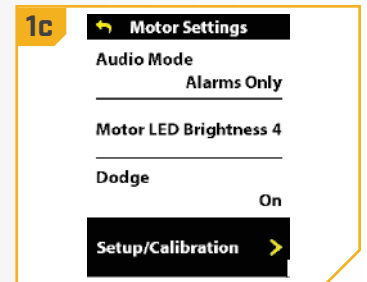 1c
Motor Settings
Audio Mode
Alarms Only
Motor LED Brightness 4
Dodge
On
Setup/Calibration >